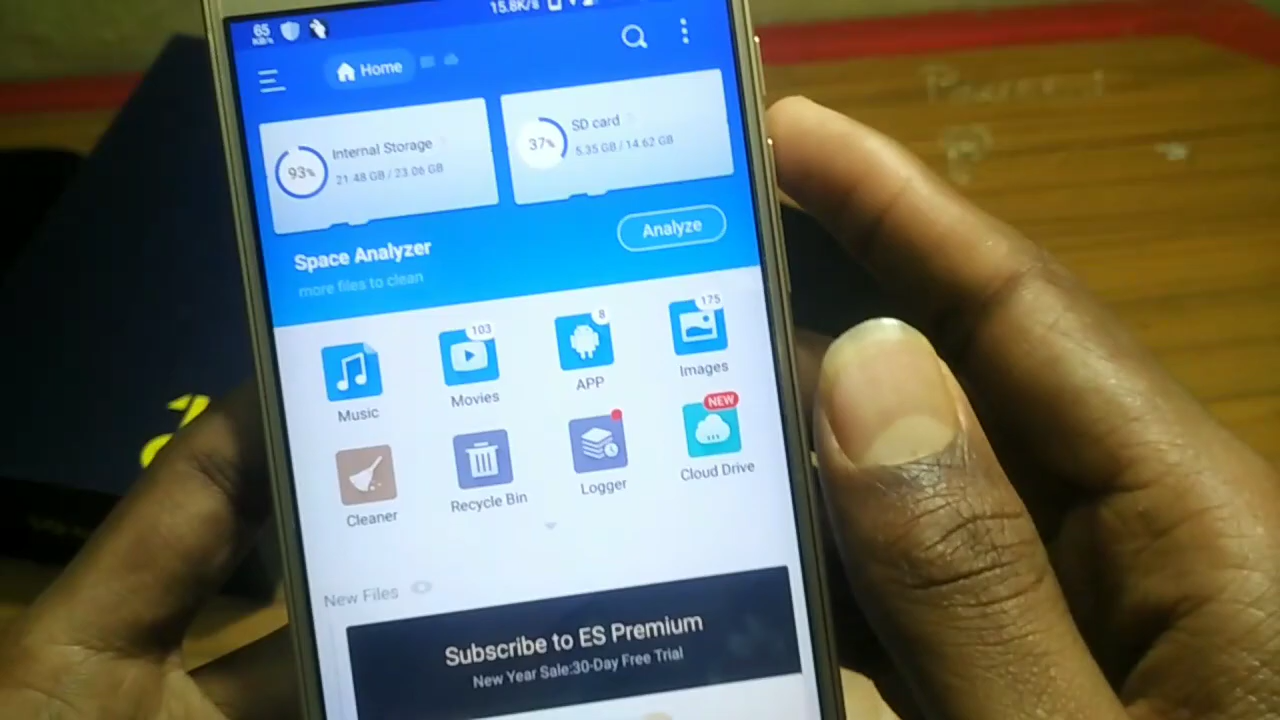 65
KB/s
15.8K/s
Home
Internal Storage
93%
21.48 GB / 23.06 GB
SD card
37%
5.35 GB / 14.62 GB
Space Analyzer
more files to clean
Analyze
Music
103
Movies
8
APP
175
Images
Cleaner
Recycle Bin
Logger
NEW
Cloud Drive
New Files
Subscribe to ES Premium
New Year Sale:30-Day Free Trial